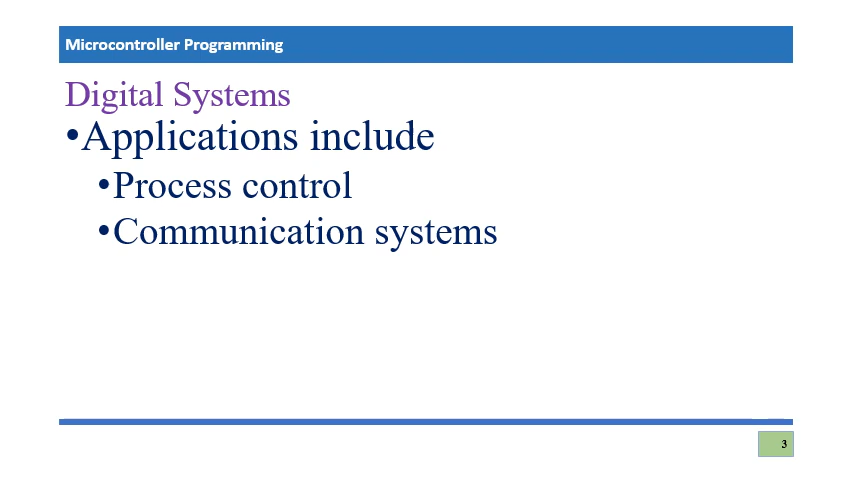 Microcontroller Programming
Digital Systems
•Applications include
•Process control
•Communication systems
3